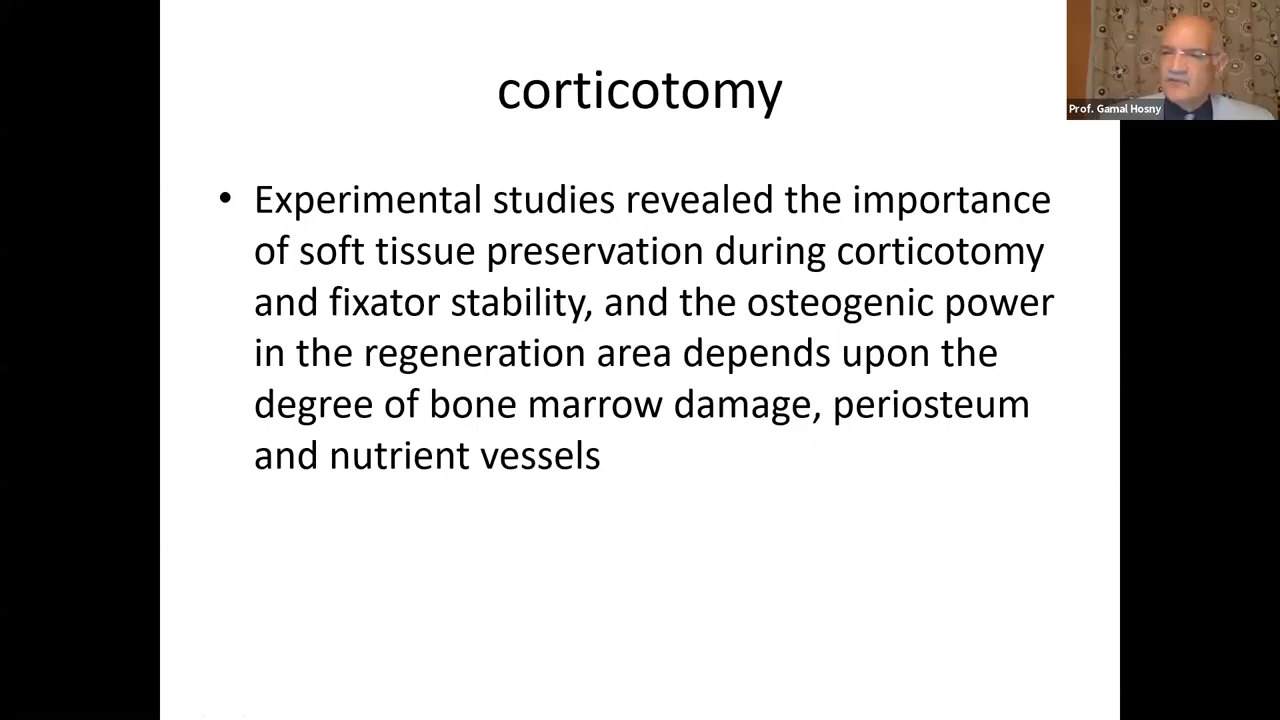 corticotomy
Prof. Gamal Hosny
• Experimental studies revealed the importance
of soft tissue preservation during corticotomy
and fixator stability, and the osteogenic power
in the regeneration area depends upon the
degree of bone marrow damage, periosteum
and nutrient vessels